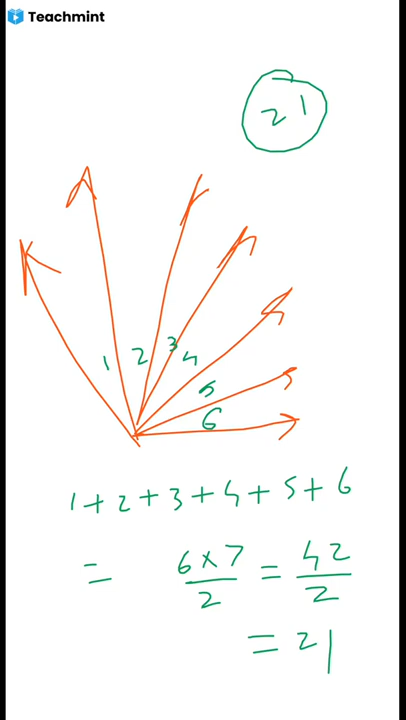 Teachmint
21
1 2 3 4
5
6
1+2+3+4+5+6
= 6×7/2 = 42/2
= 21